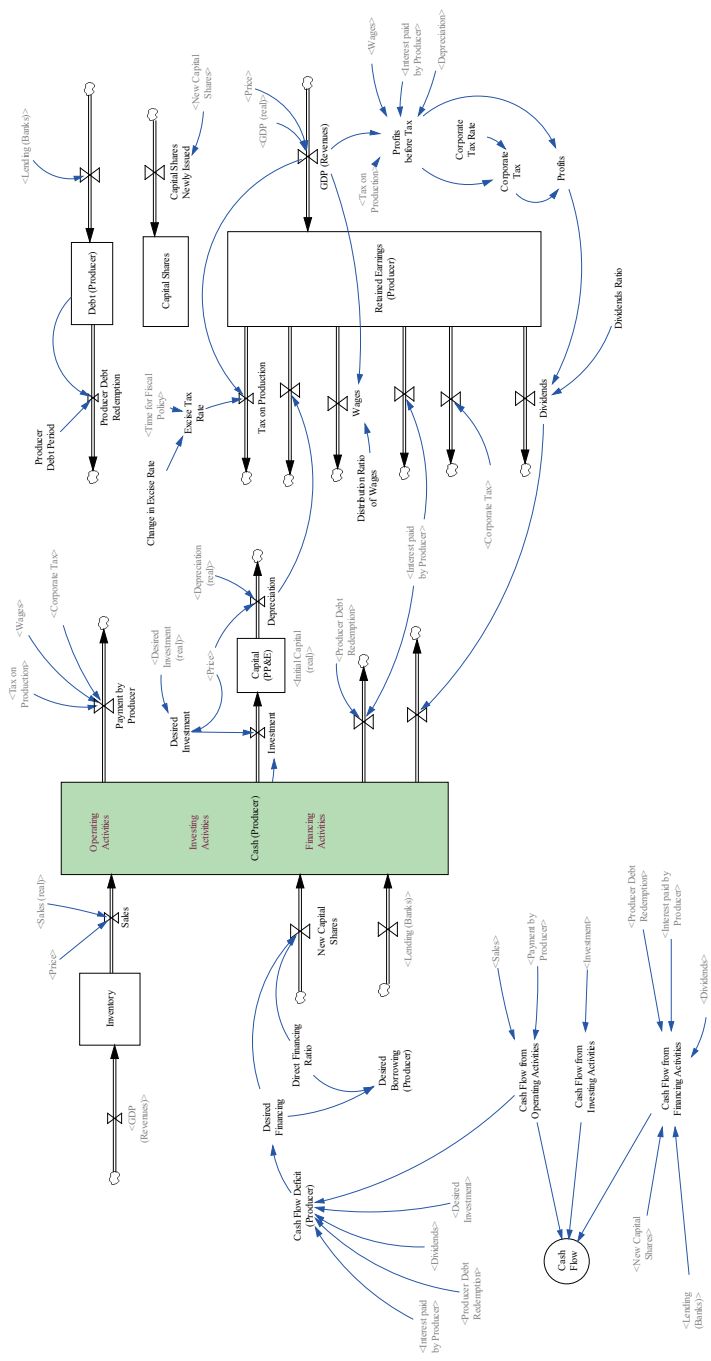 <Price>
<Sales (real)>
<Tax on
Production>
<Wages>
<Corporate Tax>
<GDP
(Revenues)>
Inventory
Sales
Operating
Activities
Payment by
Producer
Producer
Debt Period
Producer Debt
Redemption
Debt (Producer)
<Lending (Banks)>
Investing
Activities
Desired
Investment
<Desired
Investment
(real)>
<Price>
<Depreciation
(real)>
Change in Excise Rate
<Time for Fiscal
Policy>
Excise Tax
Rate
Capital Shares
Capital Shares
Newly Issued
<New Capital
Shares>
Cash (Producer)
Investment
Capital
(PP&E)
<Initial Capital
(real)>
Depreciation
Tax on Production
<Price>
<GDP (real)>
GDP (Revenues)
Desired
Financing
Direct Financing
Ratio
New Capital
Shares
Financing
Activities
<Producer Debt
Redemption>
Distribution Ratio
of Wages
Wages
Retained Earnings
(Producer)
<Tax on
Production>
<Wages>
<Interest paid
by Producer>
<Depreciation>
Profits
before Tax
Cash Flow Deficit
(Producer)
Desired
Borrowing
(Producer)
<Lending (Banks)>
<Interest paid
by Producer>
Corporate
Tax Rate
Corporate
Tax
<Interest paid
by Producer>
<Producer Debt
Redemption>
<Dividends>
<Desired
Investment>
<Corporate Tax>
Dividends
Profits
Dividends Ratio
<Sales>
<Payment by
Producer>
Cash Flow from
Operating Activities
Cash
Flow
Cash Flow from
Investing Activities
<Investment>
<New Capital
Shares>
<Lending
(Banks)>
Cash Flow from
Financing Activities
<Producer Debt
Redemption>
<Interest paid by
Producer>
<Dividends>